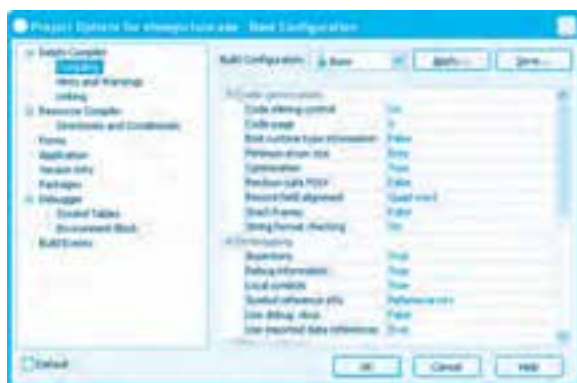 Project Options for
Base Configuration
Delphi Compiler
Compiling
Hints and Warnings
Linking
Resource Compiler
Directories and Conditionals
Forms
Application
Version Info
Packages
Debugger
Symbol Tables
Environment Block
Build Events
Build Configuration: Base
Apply...
Save...
Code inlining control On
Code page 0
Emit runtime type information False
Minimum enum size Byte
Optimization True
Pentium-safe FDIV False
Record field alignment Quad word
Stack frames False
String format checking On
Debugging
Assertions True
Debug information True
Local symbols True
Symbol reference info Reference info
Use debug .dcus False
Use imported data references True
Default
OK
Cancel
Help